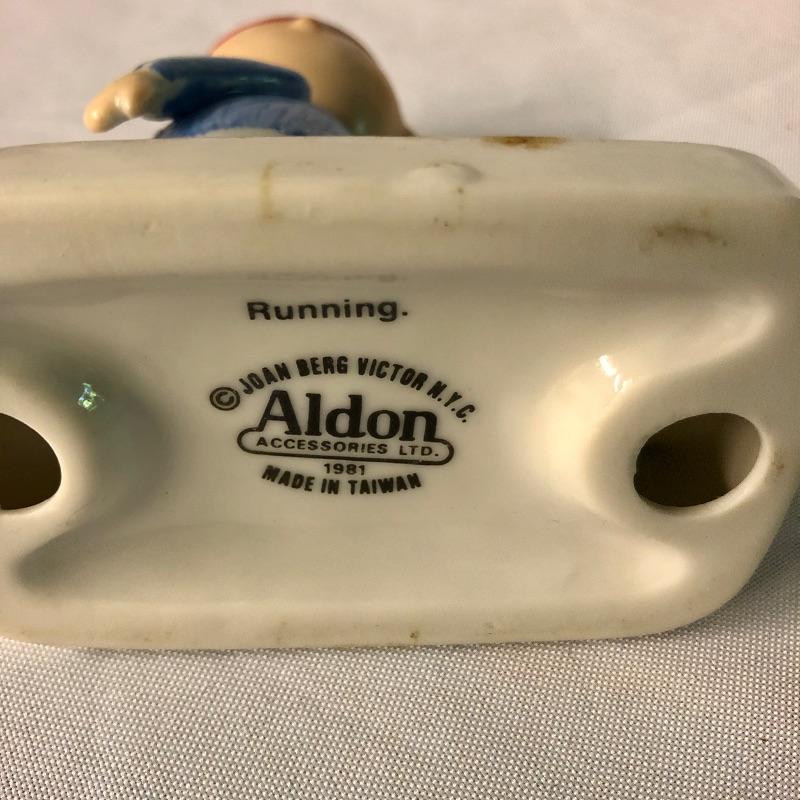 Running.
© JOAN BERG VICTOR N.Y.C.
Aldon
ACCESSORIES LTD.
1981
MADE IN TAIWAN